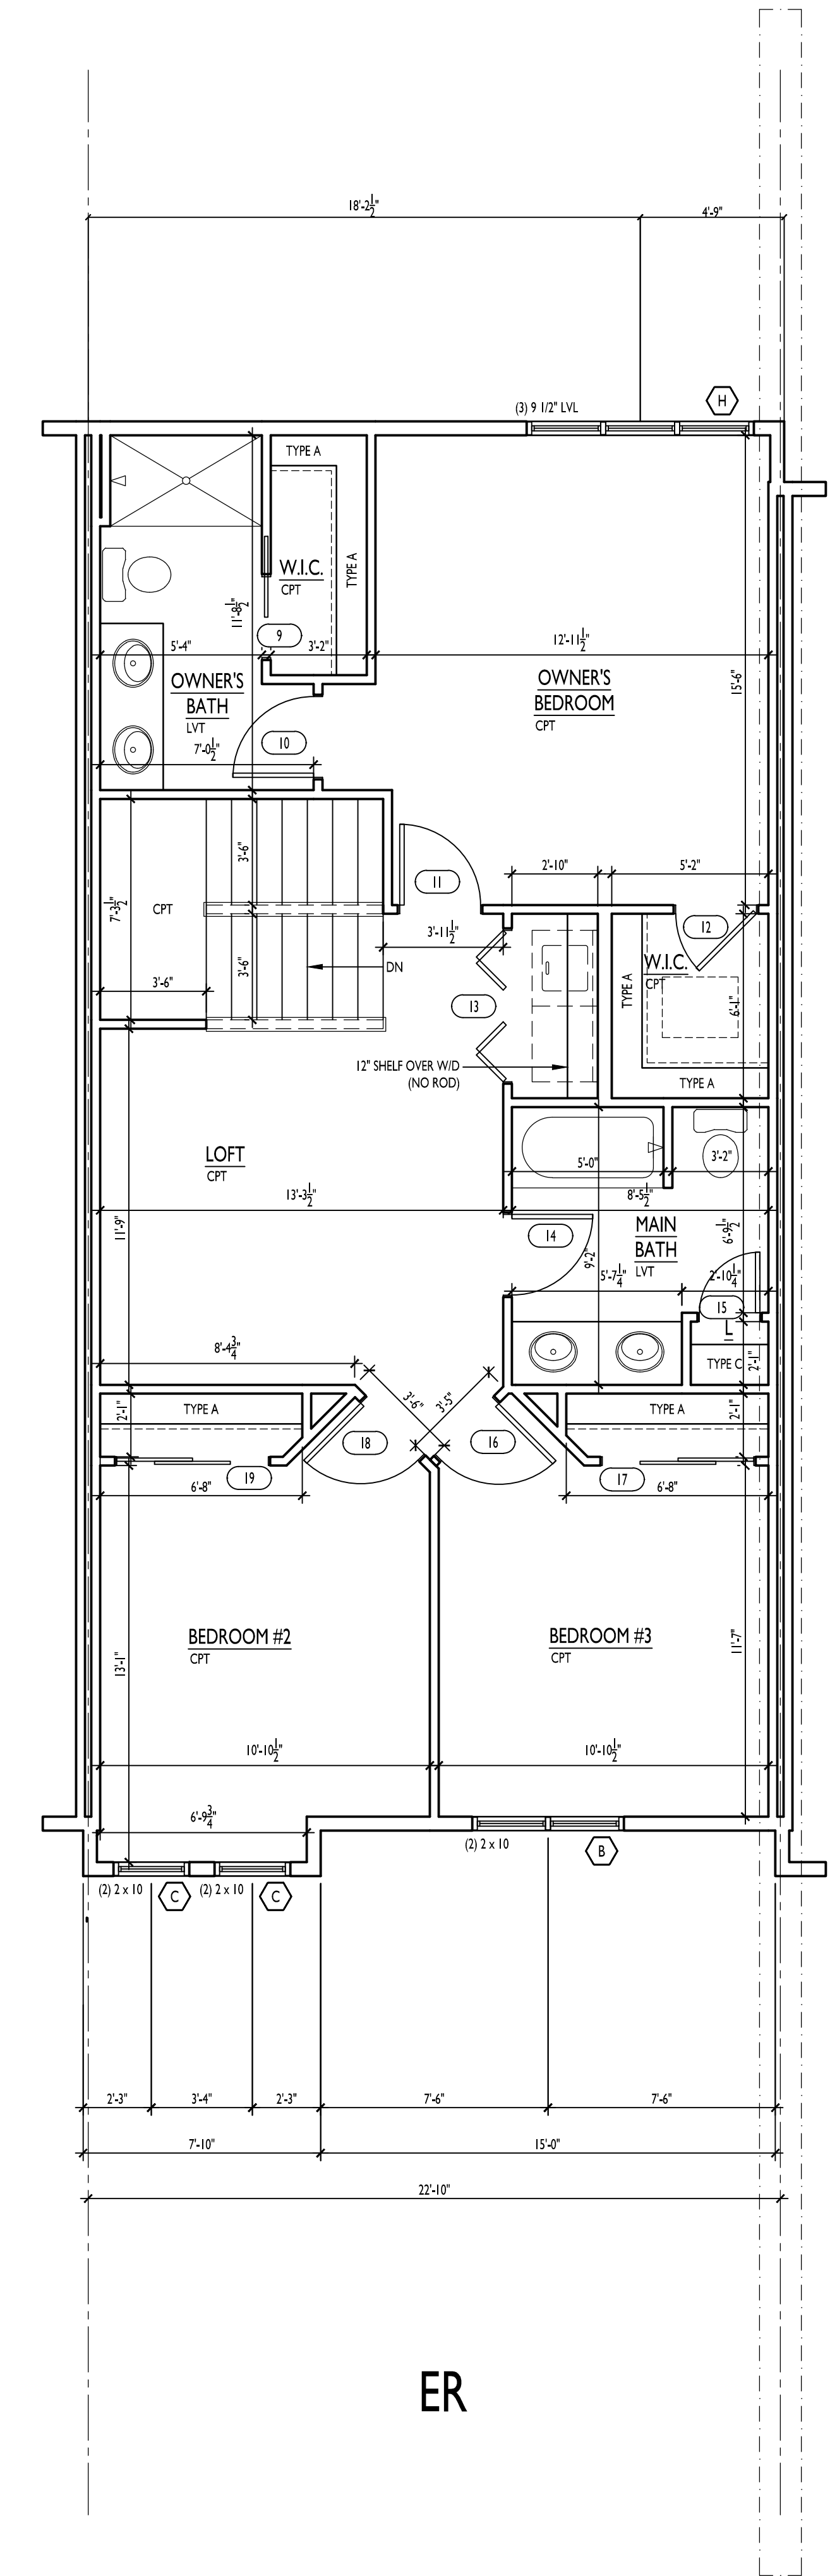 18'-2 1/2"
4'-9"
(3) 9 1/2" LVL
H
TYPE A
W.I.C.
CPT
TYPE A
11'-8 1/2"
9
5'-4"
3'-2"
12'-11 1/2"
OWNER'S
BATH
LVT
7'-0 1/2"
10
OWNER'S
BEDROOM
CPT
15'-6"
3'-6"
11
2'-10"
5'-2"
7'-3 1/2"
CPT
3'-11 1/2"
12
3'-6"
DN
3'-6"
13
W.I.C.
CPT
TYPE A
6'-1"
12" SHELF OVER W/D
(NO ROD)
TYPE A
LOFT
CPT
5'-0"
3'-2"
13'-3 1/2"
8'-5 1/2"
11'-9"
14
MAIN
BATH
LVT
9'-2"
6'-9 1/2"
5'-7 1/4"
2'-10 1/4"
15
L
8'-4 3/4"
TYPE C
2'-1"
3'-6"
3'-5"
2'-1"
TYPE A
TYPE A
2'-1"
18
16
19
17
6'-8"
6'-8"
BEDROOM #2
CPT
BEDROOM #3
CPT
13'-1"
11'-7"
10'-10 1/2"
10'-10 1/2"
6'-9 3/4"
(2) 2 x 10
B
(2) 2 x 10
C
(2) 2 x 10
C
2'-3"
3'-4"
2'-3"
7'-6"
7'-6"
7'-10"
15'-0"
22'-10"
ER